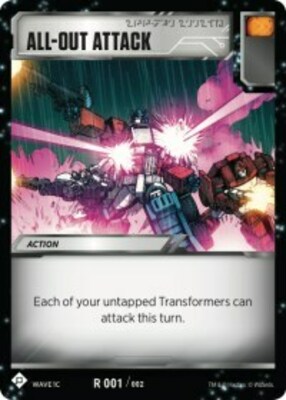 ALL-OUT ATTACK
ACTION
Each of your untapped Transformers can
attack this turn.
WAVE 1C R 001/002